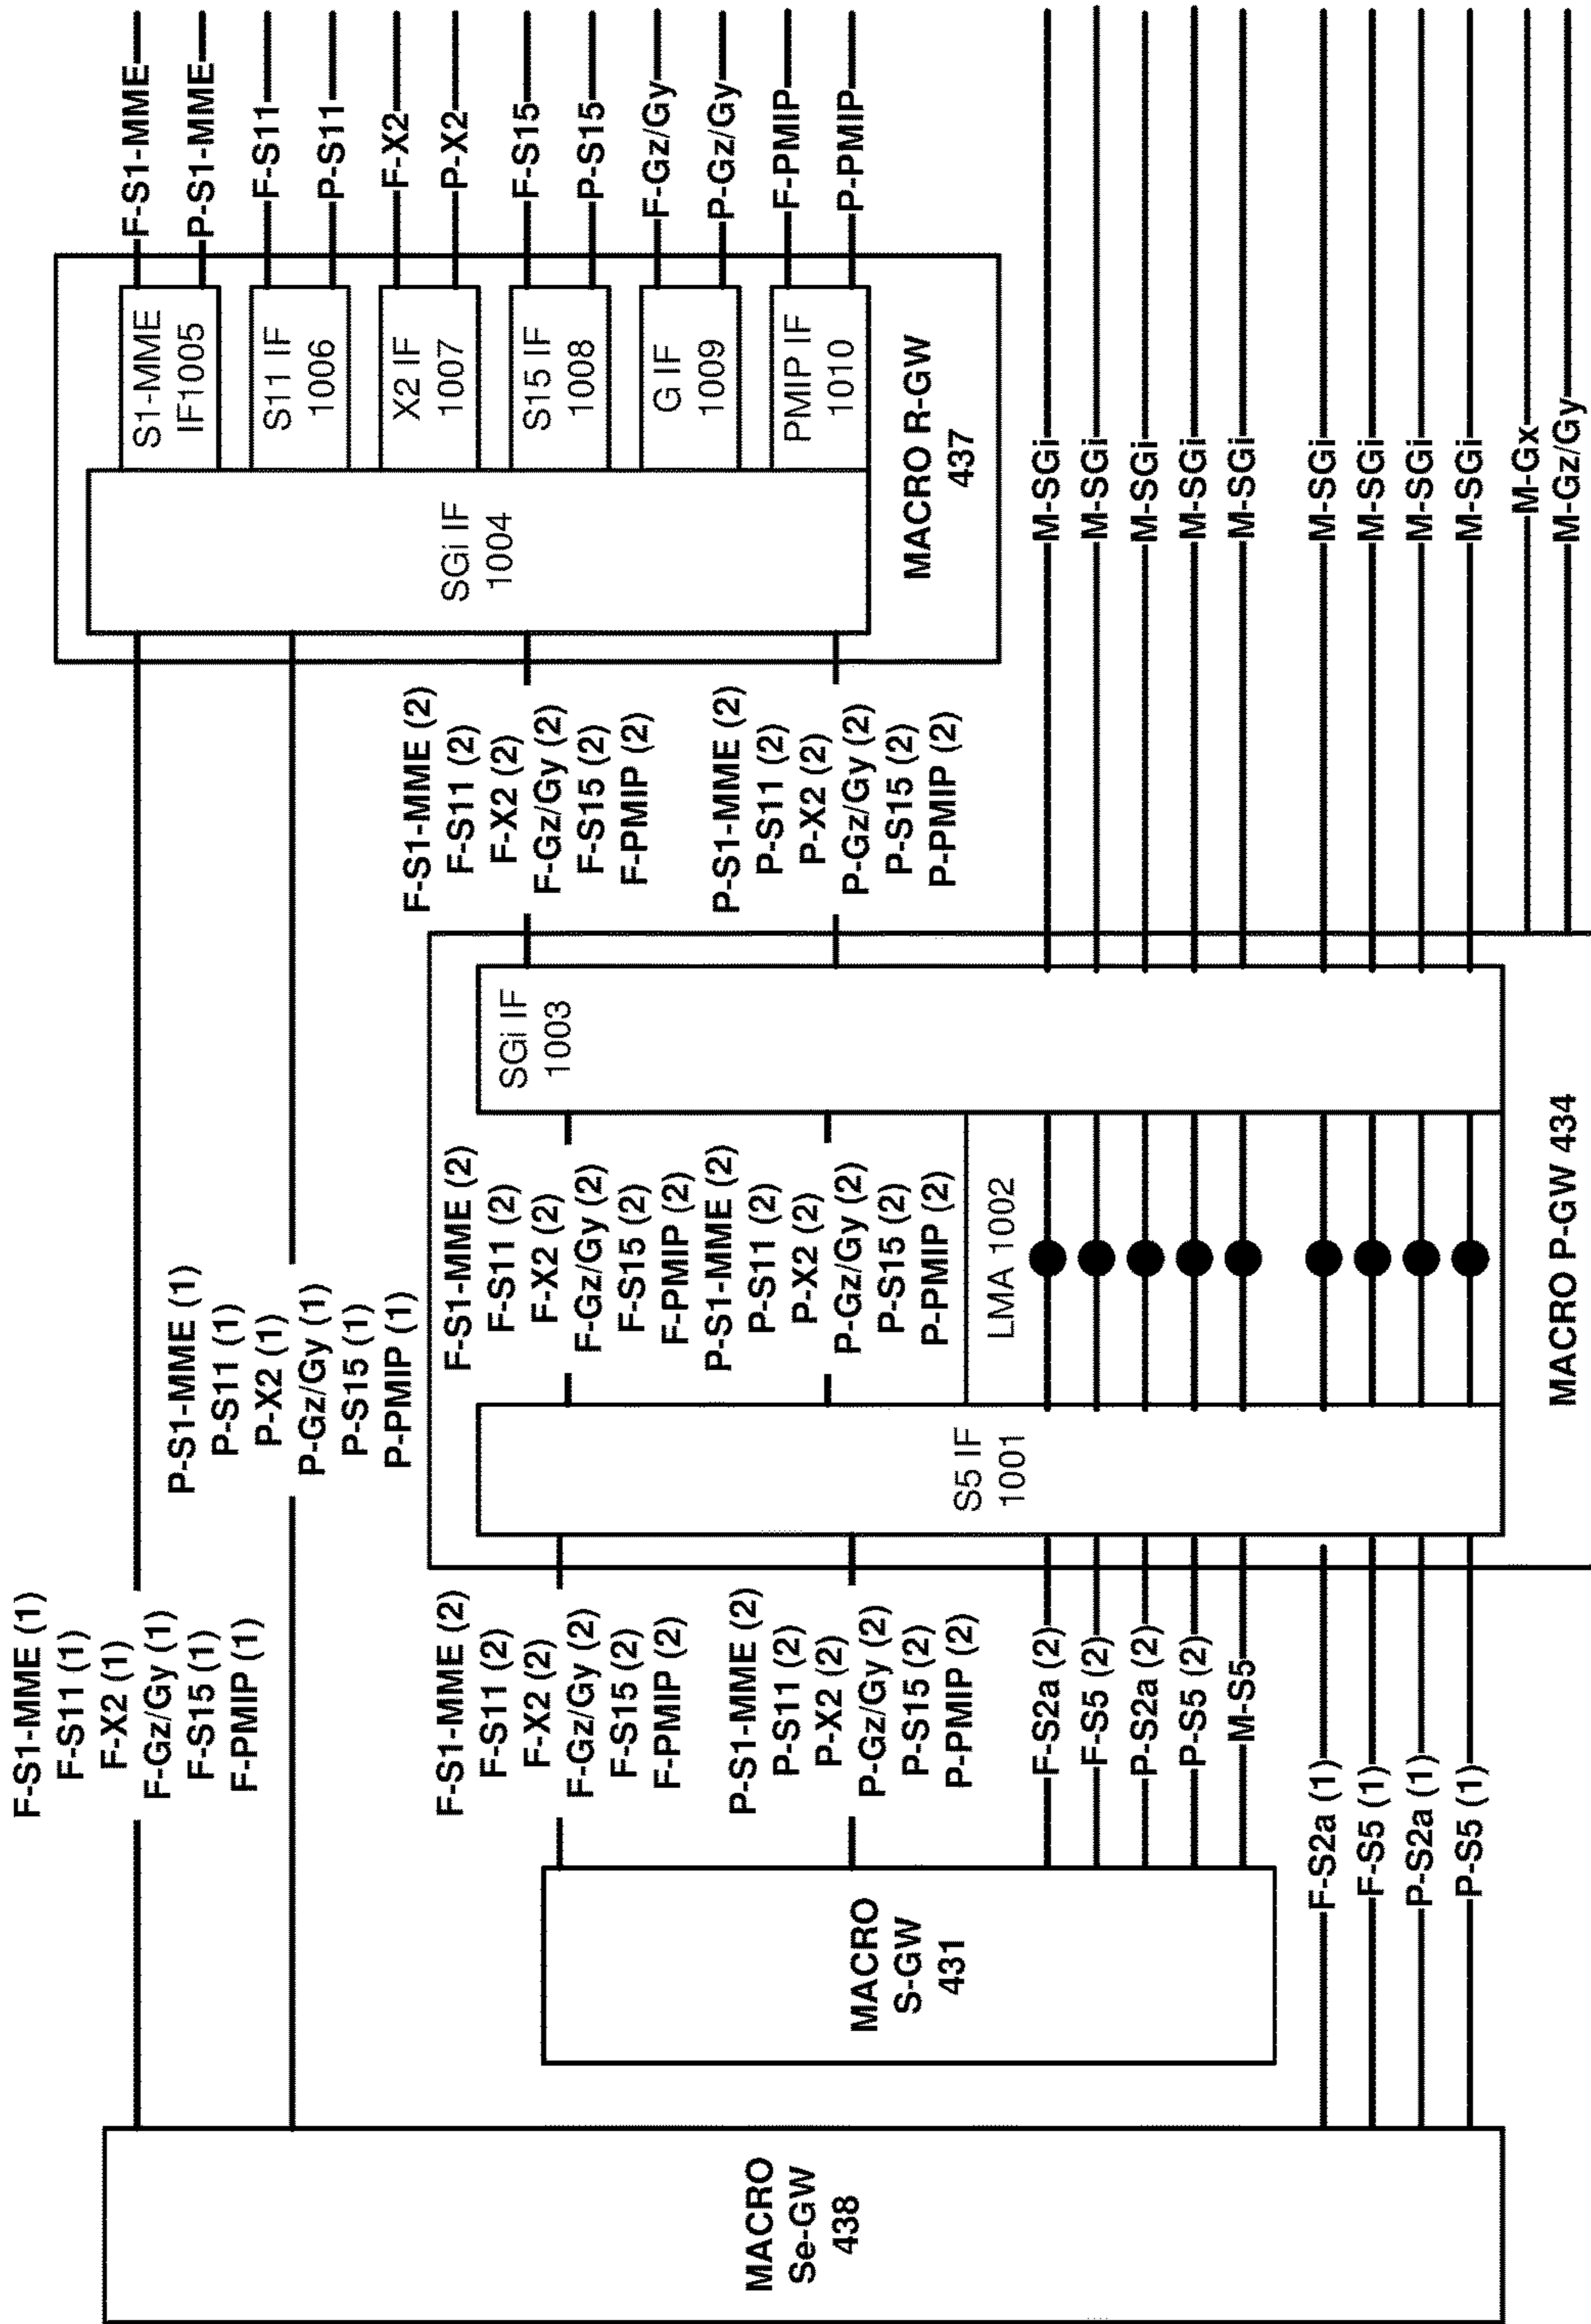 F-S1-MME (1)
F-S11 (1)
F-X2 (1)
F-Gz/Gy (1)
F-S15 (1)
F-PMIP (1)
P-S1-MME (1)
P-S11 (1)
P-X2 (1)
P-Gz/Gy (1)
P-S15 (1)
P-PMIP (1)
MACRO
Se-GW
438
MACRO
S-GW
431
F-S1-MME (2)
F-S11 (2)
F-X2 (2)
F-Gz/Gy (2)
F-S15 (2)
F-PMIP (2)
P-S1-MME (2)
P-S11 (2)
P-X2 (2)
P-Gz/Gy (2)
P-S15 (2)
P-PMIP (2)
F-S2a (2)
F-S5 (2)
P-S2a (2)
P-S5 (2)
M-S5
F-S2a (1)
F-S5 (1)
P-S2a (1)
P-S5 (1)
S5 IF
1001
F-S1-MME (2)
F-S11 (2)
F-X2 (2)
F-Gz/Gy (2)
F-S15 (2)
F-PMIP (2)
P-S1-MME (2)
P-S11 (2)
P-X2 (2)
P-Gz/Gy (2)
P-S15 (2)
P-PMIP (2)
LMA 1002
SGi IF
1003
MACRO P-GW 434
F-S1-MME (2)
F-S11 (2)
F-X2 (2)
F-Gz/Gy (2)
F-S15 (2)
F-PMIP (2)
P-S1-MME (2)
P-S11 (2)
P-X2 (2)
P-Gz/Gy (2)
P-S15 (2)
P-PMIP (2)
SGi IF
1004
S1-MME
IF1005
S11 IF
1006
X2 IF
1007
S15 IF
1008
G IF
1009
PMIP IF
1010
MACRO R-GW
437
F-S1-MME
P-S1-MME
F-S11
P-S11
F-X2
P-X2
F-S15
P-S15
F-Gz/Gy
P-Gz/Gy
F-PMIP
P-PMIP
M-SGi
M-SGi
M-SGi
M-SGi
M-SGi
M-SGi
M-SGi
M-SGi
M-SGi
M-Gx
M-Gz/Gy